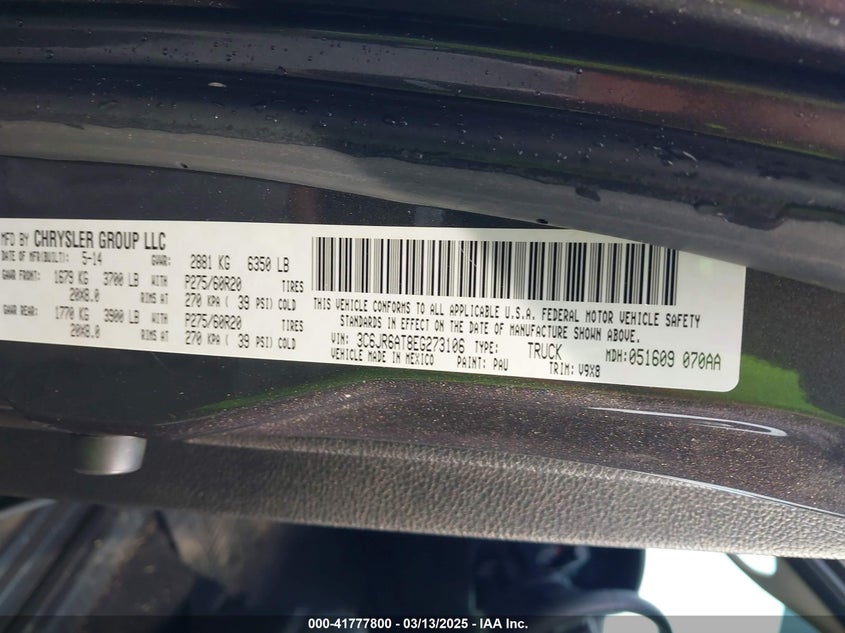 MFD BY CHRYSLER GROUP LLC
DATE OF MFR(BUILT): 5-14 GVWR: 2881 KG 6350 LB
GAWR FRONT: 1679 KG 3700 LB WITH P275/60R20 TIRES
20X8.0 RIMS AT 270 KPA ( 39 PSI) COLD
GAWR REAR: 1770 KG 3900 LB WITH P275/60R20 TIRES
20X8.0 RIMS AT 270 KPA ( 39 PSI) COLD
THIS VEHICLE CONFORMS TO ALL APPLICABLE U.S.A. FEDERAL MOTOR VEHICLE SAFETY
STANDARDS IN EFFECT ON THE DATE OF MANUFACTURE SHOWN ABOVE.
VIN: 3C6JR6AT8EG273106 TYPE: TRUCK MDH:051609 070AA
VEHICLE MADE IN MEXICO PAINT: PAU TRIM: V9X8
000-41777800 - 03/13/2025 - IAA Inc.